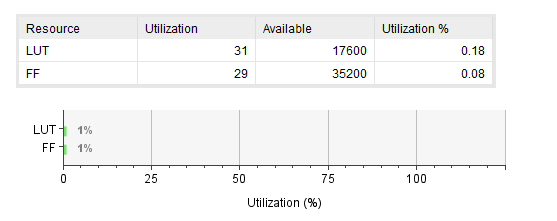 Resource Utilization Available Utilization %
LUT 31 17600 0.18
FF 29 35200 0.08
LUT 1%
FF 1%
0 25 50 75 100
Utilization (%)